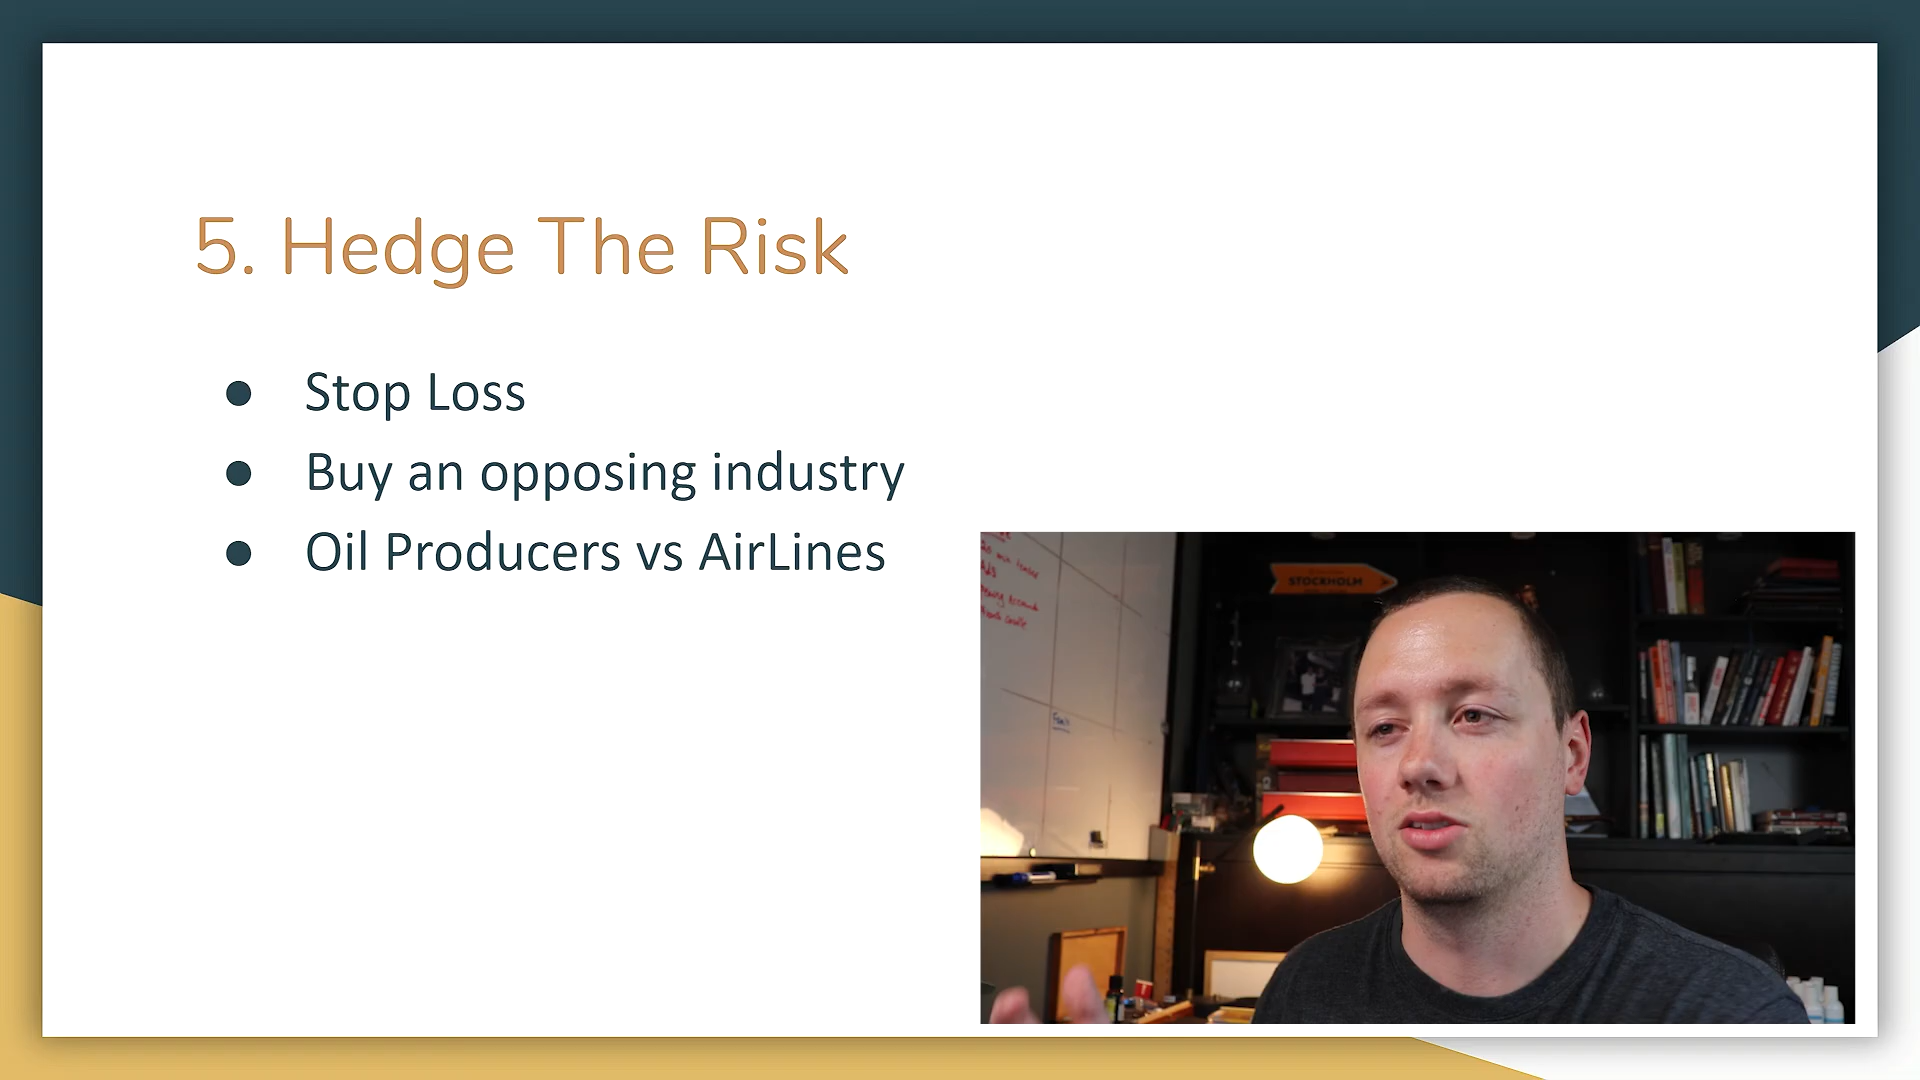 5. Hedge The Risk
● Stop Loss
● Buy an opposing industry
● Oil Producers vs AirLines
STOCKHOLM